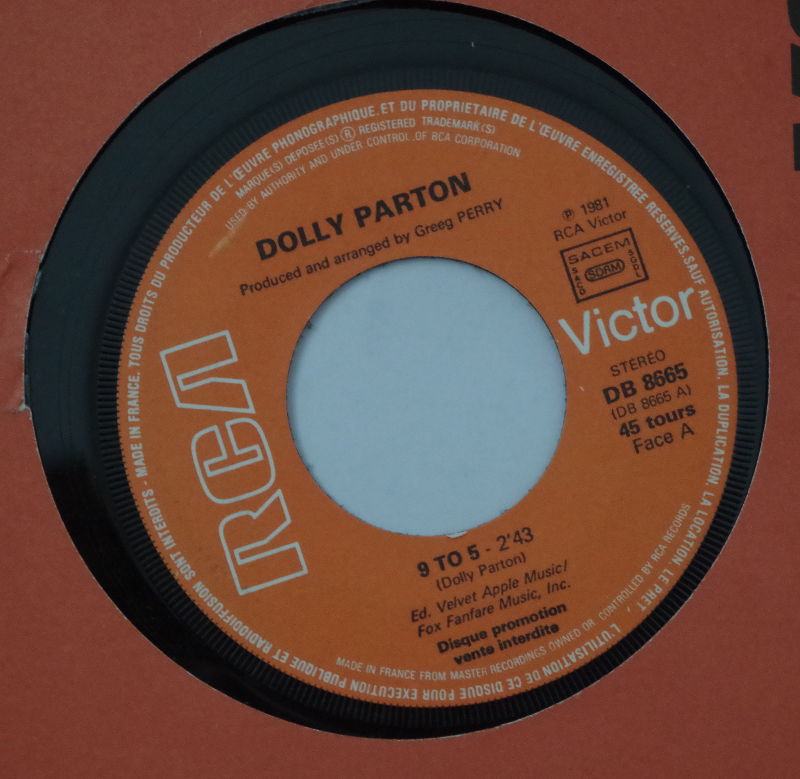 TOUS DROITS DU PRODUCTEUR DE L'ŒUVRE PHONOGRAPHIQUE ET DU PROPRIETAIRE DE L'ŒUVRE ENREGISTREE RESERVES. SAUF AUTORISATION, LA DUPLICATION, LA LOCATION, LE PRET, L'UTILISATION DE CE DISQUE POUR EXECUTION PUBLIQUE ET RADIODIFFUSION SONT INTERDITS - MADE IN FRANCE.
MARQUE(S) DEPOSEE(S) ® REGISTERED TRADEMARK(S)
USED BY AUTHORITY AND UNDER CONTROL OF RCA CORPORATION
DOLLY PARTON
Produced and arranged by Greeg PERRY
℗ 1981
RCA Victor
SACEM
SACD
SDRM
SGDL
RCA
Victor
STEREO
DB 8665
(DB 8665 A)
45 tours
Face A
9 TO 5 - 2'43
(Dolly Parton)
Ed. Velvet Apple Music/
Fox Fanfare Music, Inc.
Disque promotion
vente interdite
MADE IN FRANCE FROM MASTER RECORDINGS OWNED OR CONTROLLED BY RCA RECORDS